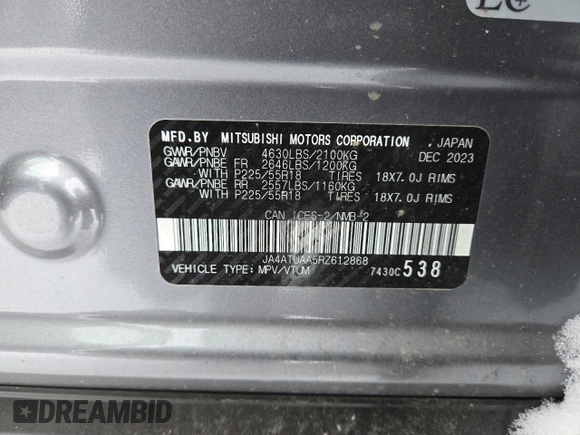 MFD.BY MITSUBISHI MOTORS CORPORATION , JAPAN
GVWR/PNBV 4630LBS/2100KG DEC 2023
GAWR/PNBE FR 2646LBS/1200KG
WITH P225/55R18 TIRES 18X7.0J RIMS
GAWR/PNBE RR 2557LBS/1160KG
WITH P225/55R18 TIRES 18X7.0J RIMS
CAN ICES-2/NMB-2
JA4ATUAA5RZ612868
VEHICLE TYPE: MPV/VTUM 7430C 538
DREAMBID